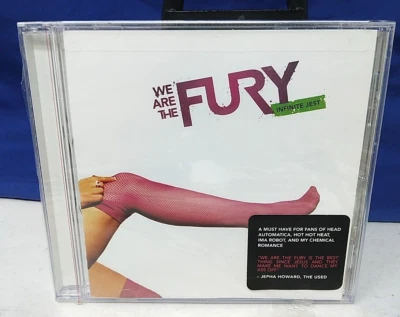 WE
ARE
THE
FURY
INFINITE JEST
A MUST HAVE FOR FANS OF HEAD
AUTOMATICA, HOT HOT HEAT,
IMA ROBOT, AND MY CHEMICAL
ROMANCE
"WE ARE THE FURY IS THE BEST
THING SINCE JESUS AND THEY
MAKE ME WANT TO DANCE MY
ASS OFF!"
- JEPHA HOWARD, THE USED